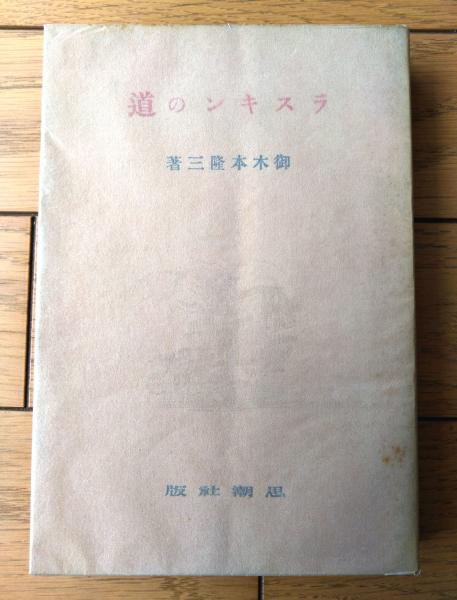 ラスキンの道
御木本隆三著
思潮社版